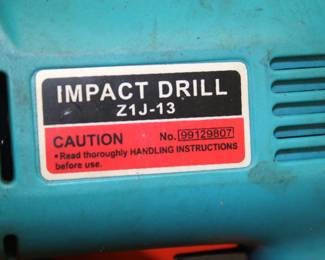 IMPACT DRILL
Z1J-13
CAUTION No. 99129807
•Read thoroughly HANDLING INSTRUCTIONS
before use.